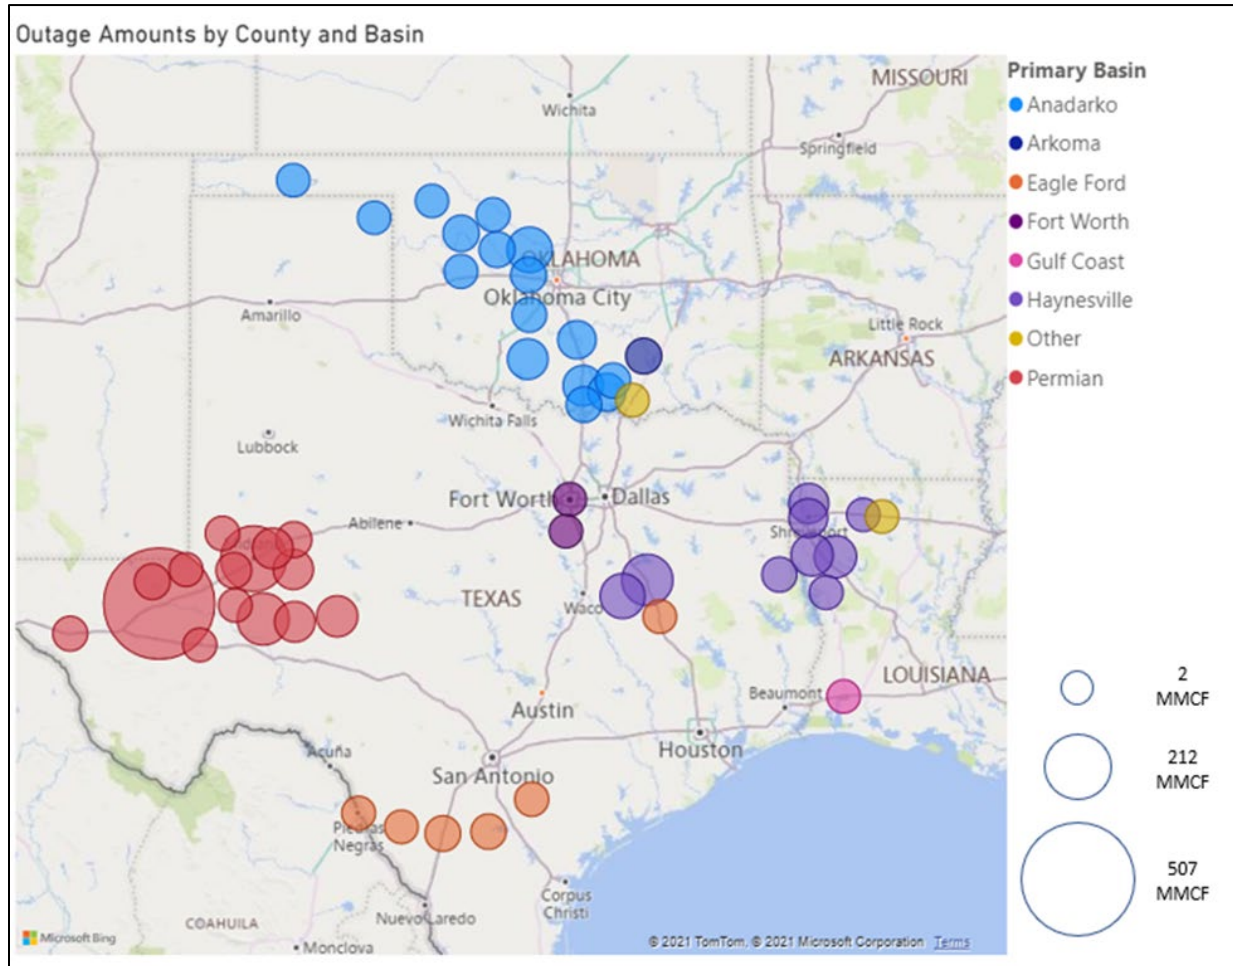 Outage Amounts by County and Basin
MISSOURI
Wichita
Springfield
OKLAHOMA
Oklahoma City
Amarillo
Little Rock
ARKANSAS
Wichita Falls
Lubbock
Fort Worth
Dallas
Abilene
TEXAS
Waco
LOUISIANA
Beaumont
Austin
Houston
Acuña
San Antonio
Piedras
Negras
Corpus
Christi
Nuevo Laredo
COAHUILA
Monclova
Microsoft Bing
© 2021 TomTom, © 2021 Microsoft Corporation Terms
Primary Basin
Anadarko
Arkoma
Eagle Ford
Fort Worth
Gulf Coast
Haynesville
Other
Permian
2
MMCF
212
MMCF
507
MMCF